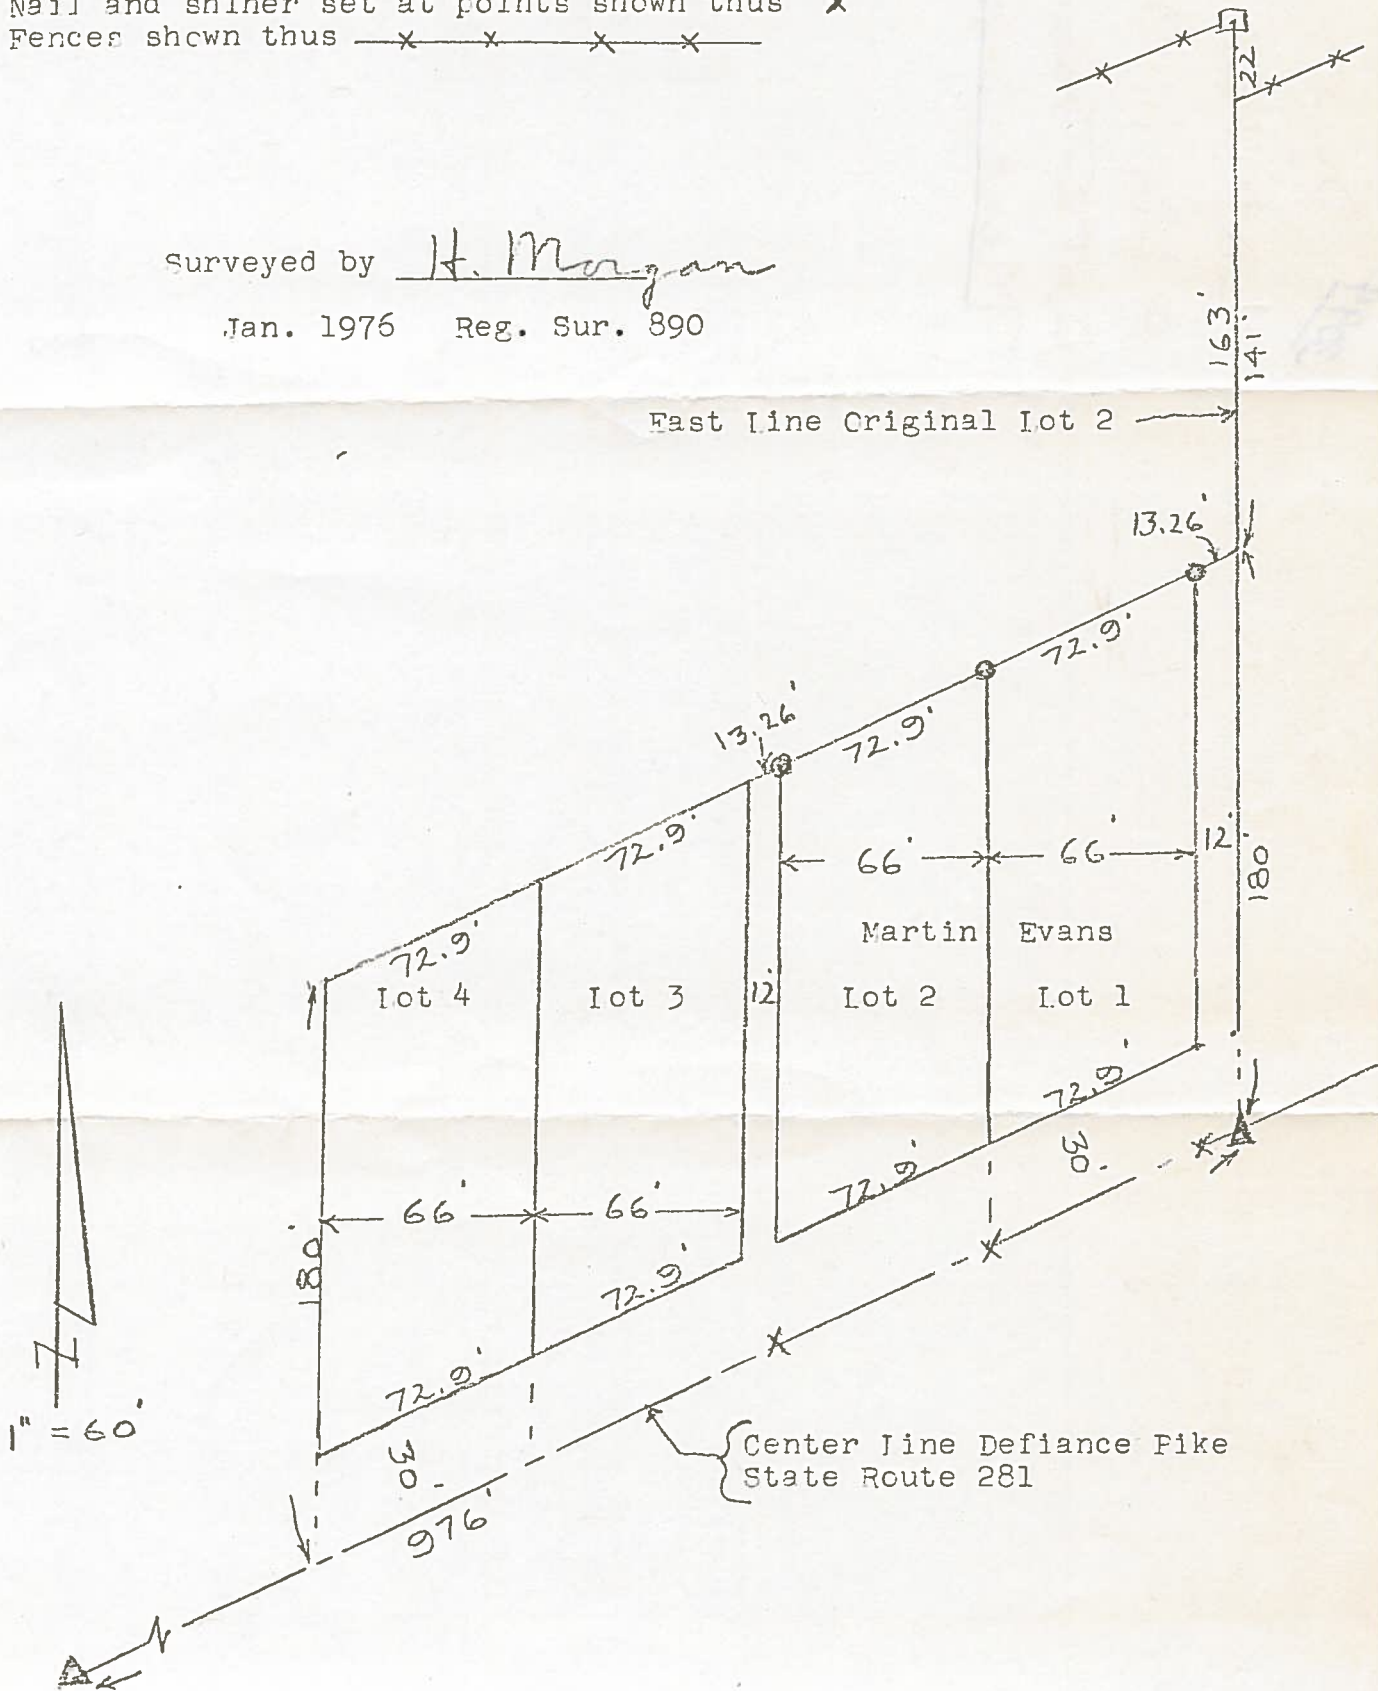 Nail and shiner set at points shown thus x
Fences shown thus x x x x
22
Surveyed by H. Morgan
Jan. 1976 Reg. Sur. 890
163'
141'
East Line Original Lot 2
13.26'
72.9'
13.26'
72.9'
72.9'
66' 66' 12'
180'
Martin Evans
72.9'
Lot 4 Lot 3 12' Lot 2 Lot 1
72.9'
30'
72.9'
66' 66'
180'
72.9'
72.9'
N
1" = 60'
30'
Center Line Defiance Pike
State Route 281
976'